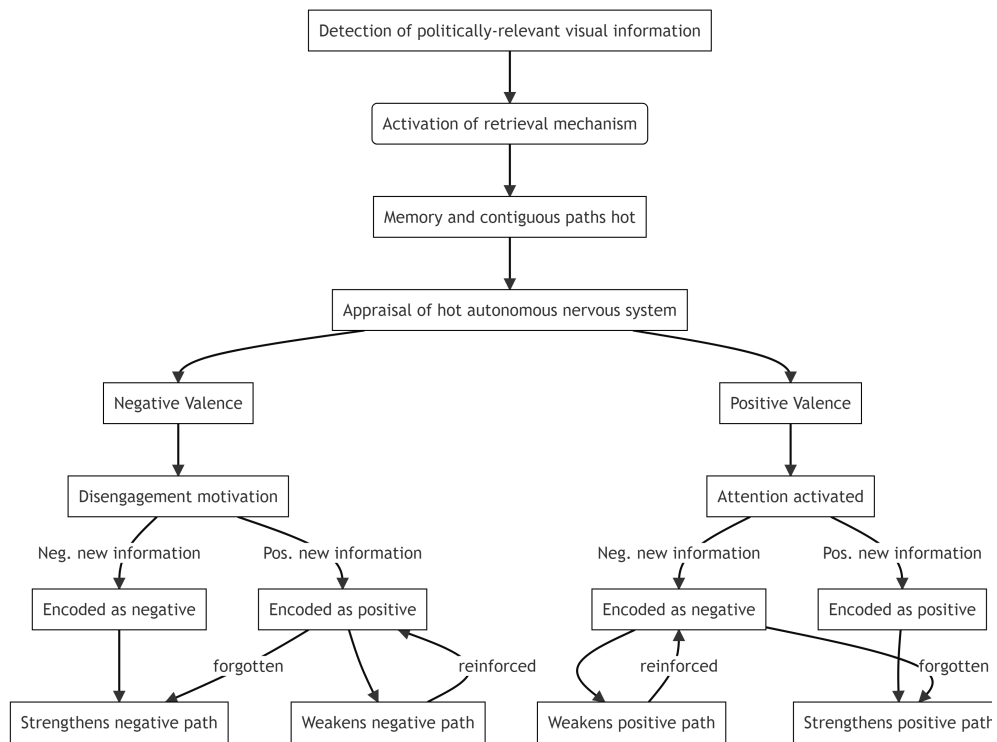 Detection of politically-relevant visual information
Activation of retrieval mechanism
Memory and contiguous paths hot
Appraisal of hot autonomous nervous system
Negative Valence
Positive Valence
Disengagement motivation
Attention activated
Neg. new information
Pos. new information
Neg. new information
Pos. new information
Encoded as negative
Encoded as positive
Encoded as negative
Encoded as positive
forgotten
reinforced
reinforced
forgotten
Strengthens negative path
Weakens negative path
Weakens positive path
Strengthens positive path